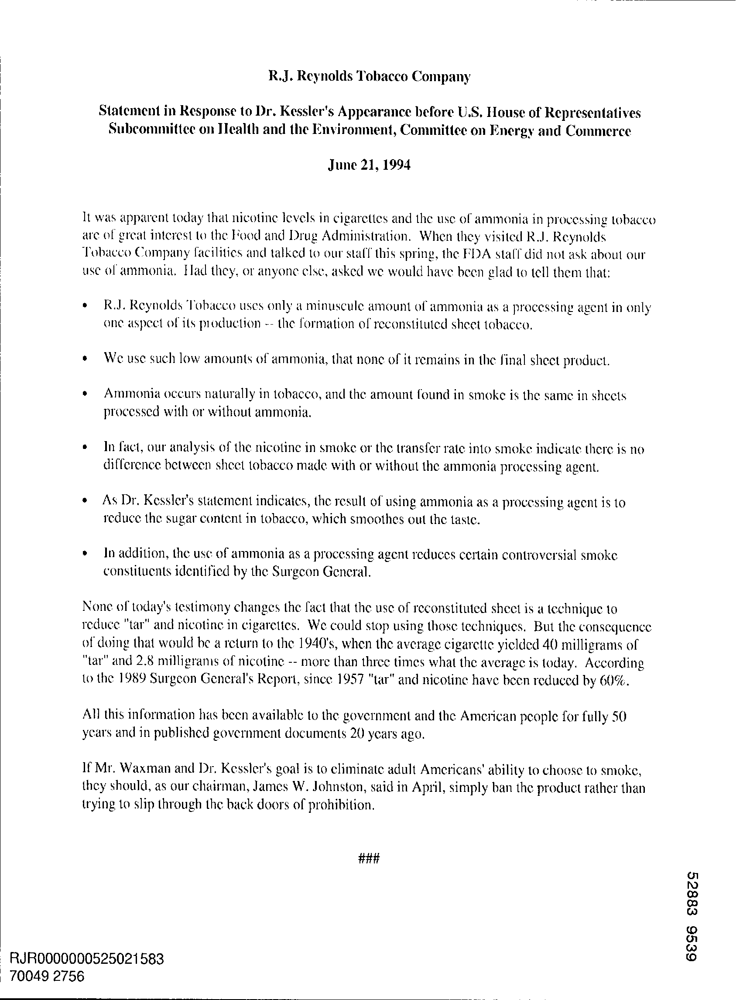 R.J. Reynolds Tobacco Company
Statement in Response to Dr. Kessler's Appearance before U.S. House of Representatives
Subcommittee on Health and the Environment, Committee on Energy and Commerce
June 21, 1994
It was apparent today that nicotine levels in cigarettes and the use of ammonia in processing tobacco
are of great interest to the Food and Drug Administration. When they visited R.J. Reynolds
Tobacco Company facilities and talked to our staff this spring, the FDA staff did not ask about our
use of ammonia. Had they, or anyone else, asked we would have been glad to tell them that:
• R.J. Reynolds Tobacco uses only a minuscule amount of ammonia as a processing agent in only
one aspect of its production -- the formation of reconstituted sheet tobacco.
• We use such low amounts of ammonia, that none of it remains in the final sheet product.
• Ammonia occurs naturally in tobacco, and the amount found in smoke is the same in sheets
processed with or without ammonia.
• In fact, our analysis of the nicotine in smoke or the transfer rate into smoke indicate there is no
difference between sheet tobacco made with or without the ammonia processing agent.
• As Dr. Kessler's statement indicates, the result of using ammonia as a processing agent is to
reduce the sugar content in tobacco, which smoothes out the taste.
• In addition, the use of ammonia as a processing agent reduces certain controversial smoke
constituents identified by the Surgeon General.
None of today's testimony changes the fact that the use of reconstituted sheet is a technique to
reduce "tar" and nicotine in cigarettes. We could stop using those techniques. But the consequence
of doing that would be a return to the 1940's, when the average cigarette yielded 40 milligrams of
"tar" and 2.8 milligrams of nicotine -- more than three times what the average is today. According
to the 1989 Surgeon General's Report, since 1957 "tar" and nicotine have been reduced by 60%.
All this information has been available to the government and the American people for fully 50
years and in published government documents 20 years ago.
If Mr. Waxman and Dr. Kessler's goal is to eliminate adult Americans' ability to choose to smoke,
they should, as our chairman, James W. Johnston, said in April, simply ban the product rather than
trying to slip through the back doors of prohibition.
###
52883 9539
RJR0000000525021583
70049 2756